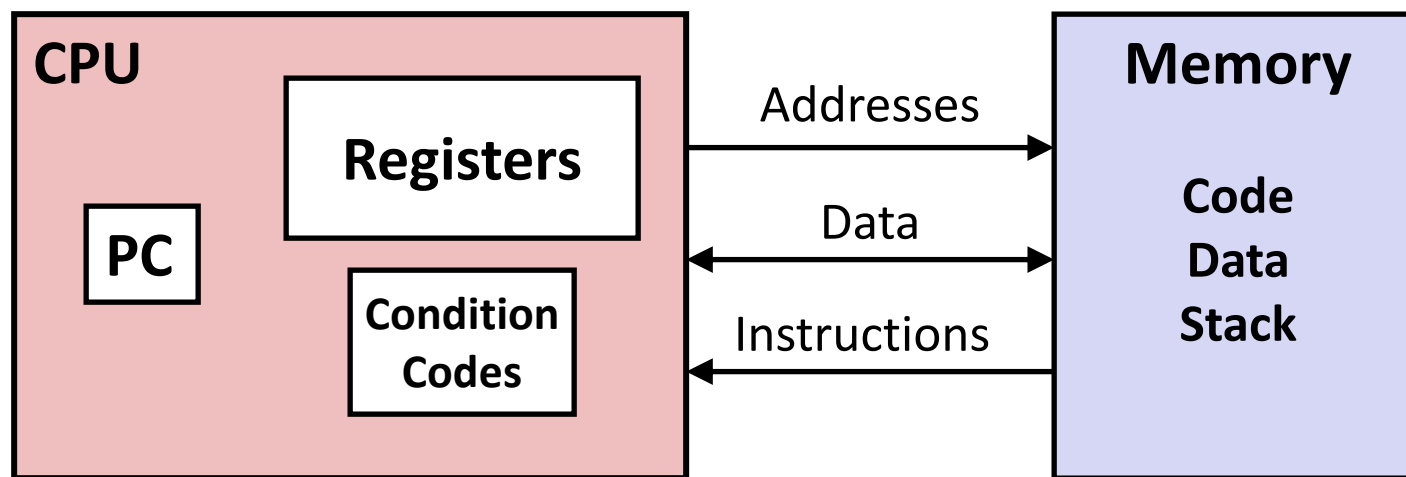 CPU
Registers
PC
Condition
Codes
Addresses
Data
Instructions
Memory
Code
Data
Stack